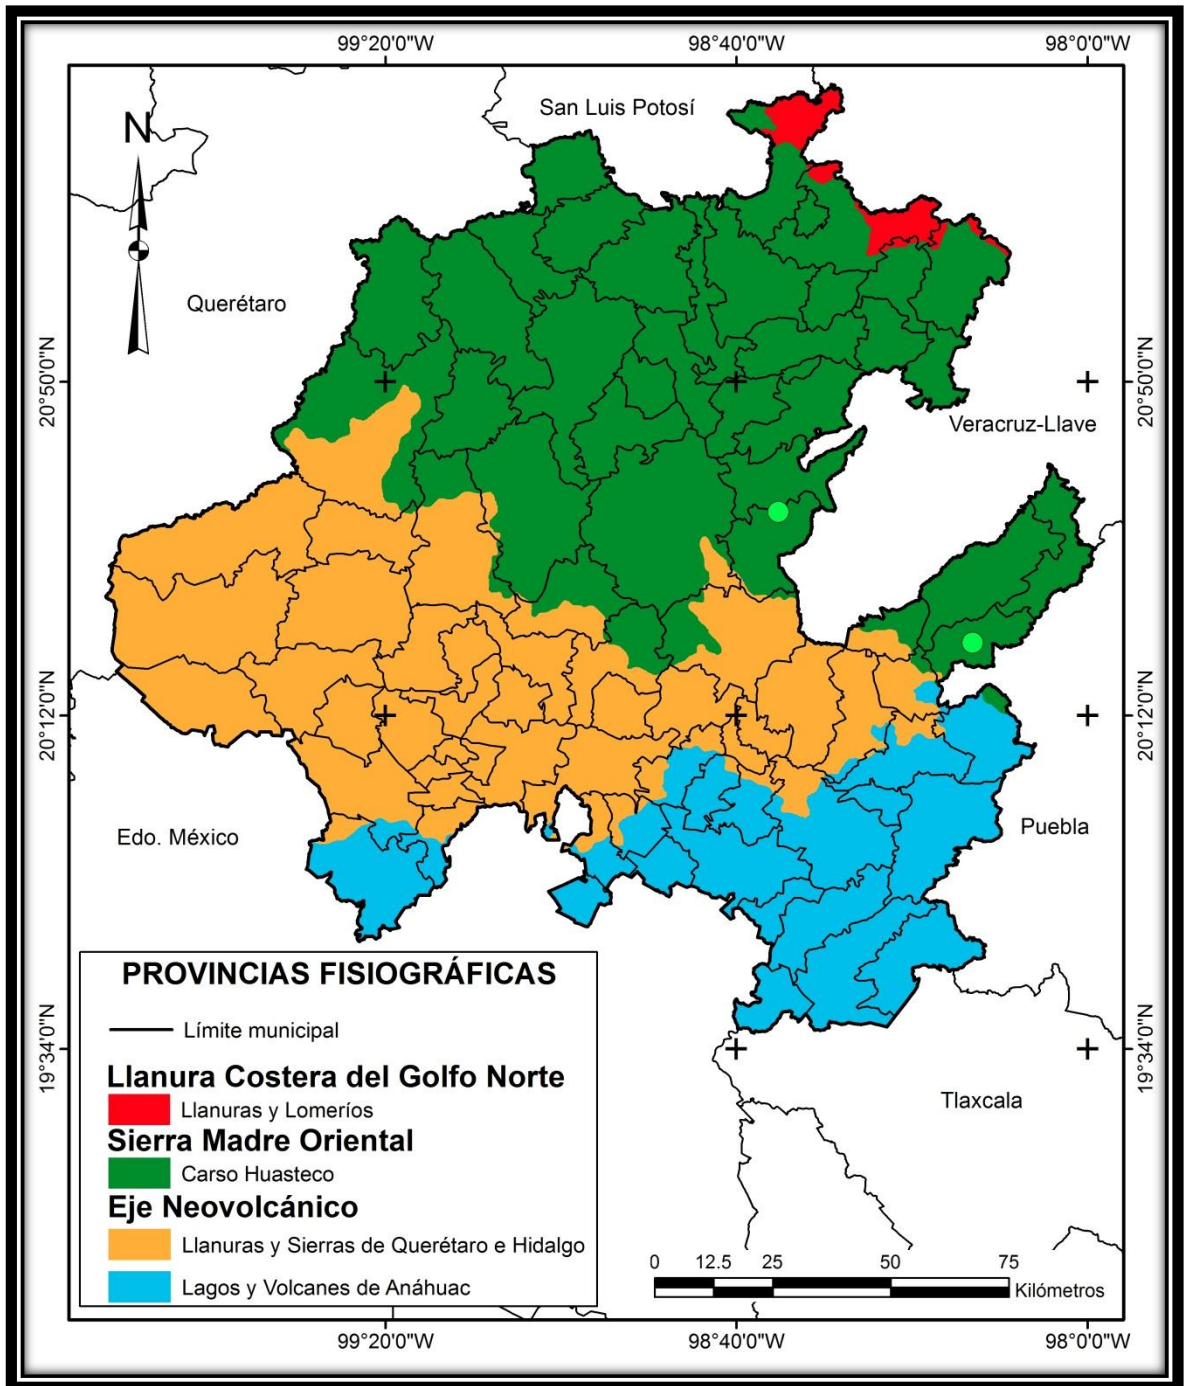 99°20'0"W 98°40'0"W 98°0'0"W
San Luis Potosí
N
Querétaro
20°50'0"N
20°50'0"N
Veracruz-Llave
20°12'0"N
20°12'0"N
Edo. México
Puebla
PROVINCIAS FISIOGRÁFICAS
Límite municipal
Llanura Costera del Golfo Norte
Llanuras y Lomeríos
Sierra Madre Oriental
Carso Huasteco
Eje Neovolcánico
Llanuras y Sierras de Querétaro e Hidalgo
Lagos y Volcanes de Anáhuac
19°34'0"N
19°34'0"N
Tlaxcala
0 12.5 25 50 75
Kilómetros
99°20'0"W 98°40'0"W 98°0'0"W